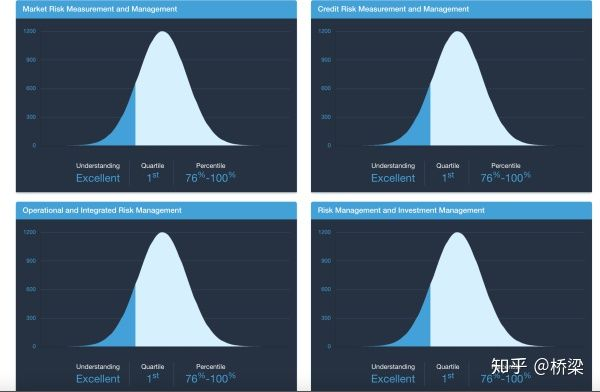 Market Risk Measurement and Management
1200
900
600
300
0
Understanding Quartile Percentile
Excellent 1st 76%-100%
Credit Risk Measurement and Management
1200
900
600
300
0
Understanding Quartile Percentile
Excellent 1st 76%-100%
Operational and Integrated Risk Management
1200
900
600
300
0
Understanding Quartile Percentile
Excellent 1st 76%-100%
Risk Management and Investment Management
1200
900
600
300
0
Understanding Quartile Percentile
Excellent 1st 76%-100%
知乎 @桥梁